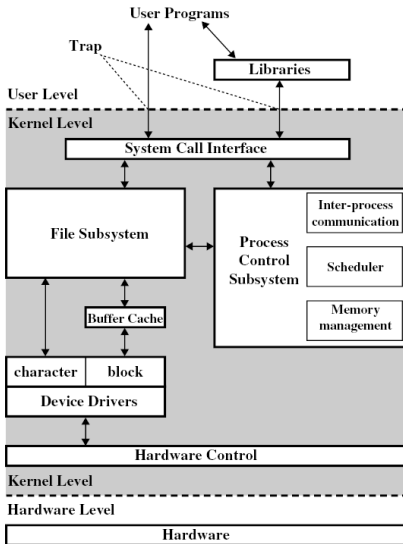 User Programs
Trap
Libraries
User Level
Kernel Level
System Call Interface
File Subsystem
Inter-process
communication
Process
Control
Subsystem
Scheduler
Memory
management
Buffer Cache
character
block
Device Drivers
Hardware Control
Kernel Level
Hardware Level
Hardware